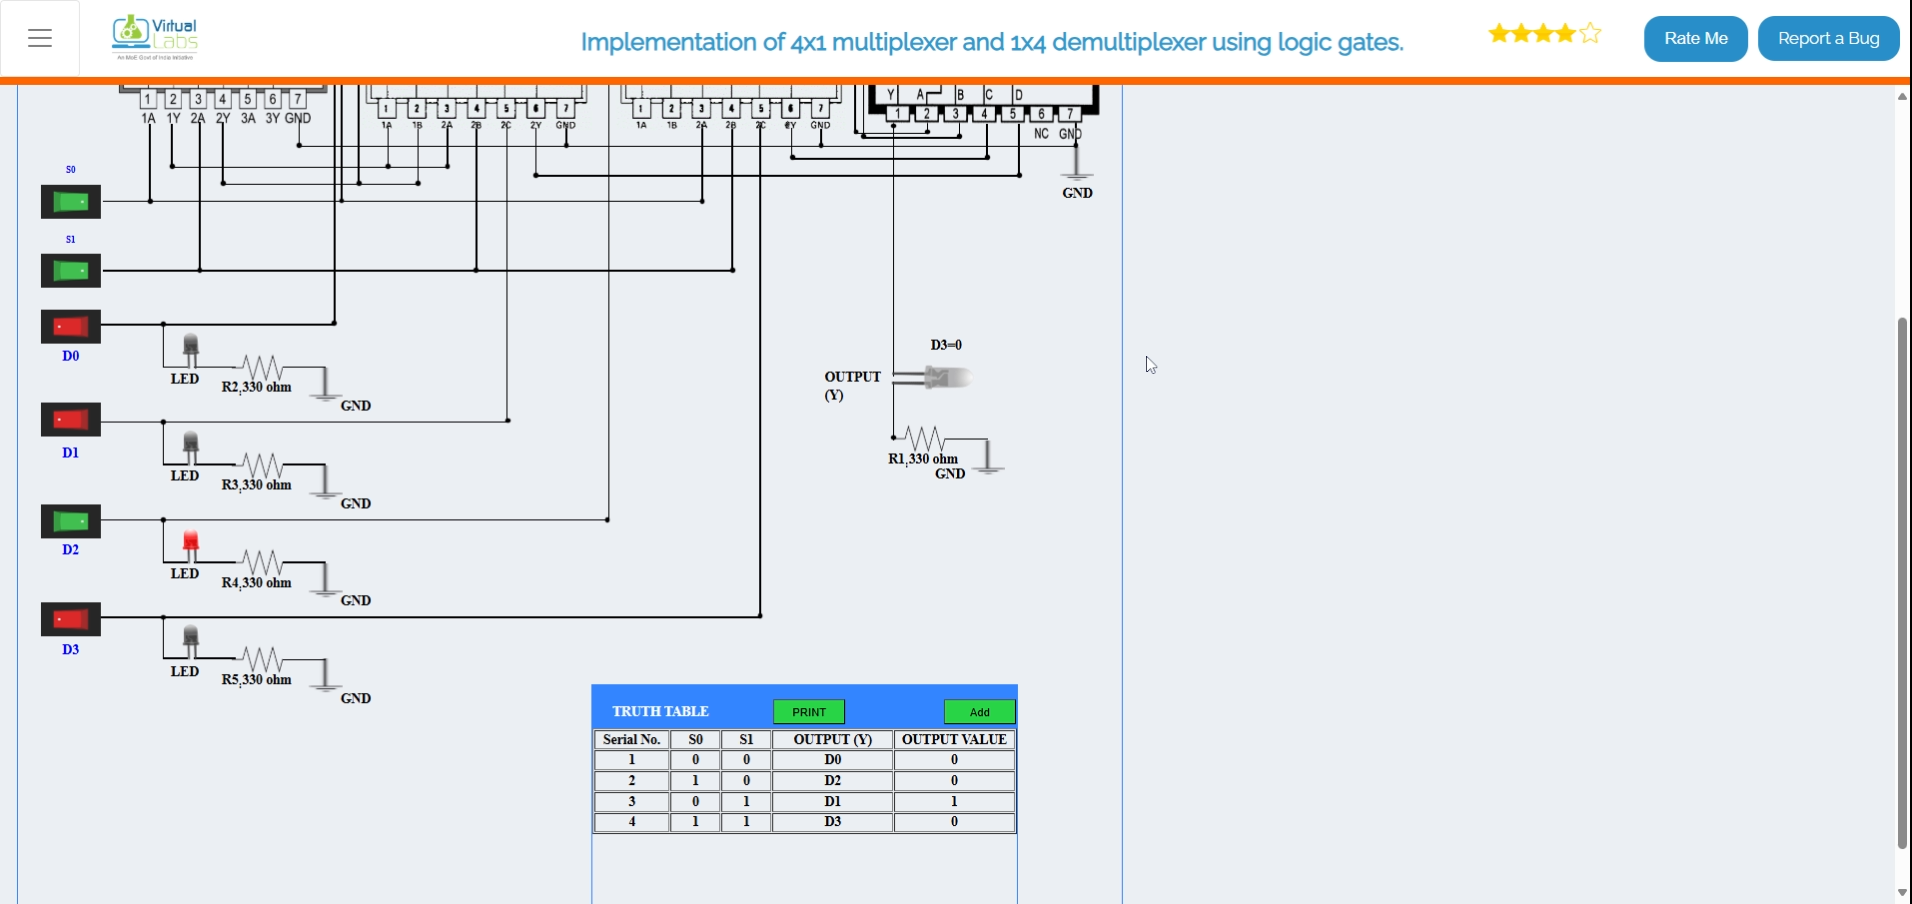 Virtual Labs
An MoE Govt of India Initiative
Implementation of 4x1 multiplexer and 1x4 demultiplexer using logic gates.
Rate Me
Report a Bug
1 2 3 4 5 6 7
1A 1Y 2A 2Y 3A 3Y GND
1 2 3 4 5 6 7
1A 1B 2A 2B 2C 2Y GND
1 2 3 4 5 6 7
1A 1B 2A 2B 2C 2Y GND
Y A B C D
1 2 3 4 5 6 7
NC GND
GND
S0
S1
D0
LED
R2,330 ohm
GND
D1
LED
R3,330 ohm
GND
D2
LED
R4,330 ohm
GND
D3
LED
R5,330 ohm
GND
D3=0
OUTPUT
(Y)
R1,330 ohm
GND
TRUTH TABLE PRINT Add
Serial No. S0 S1 OUTPUT (Y) OUTPUT VALUE
1 0 0 D0 0
2 1 0 D2 0
3 0 1 D1 1
4 1 1 D3 0